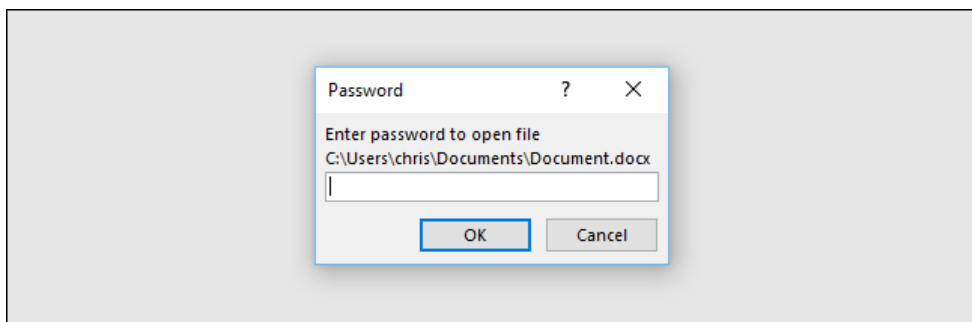 Password ?
Enter password to open file
C:\Users\chris\Documents\Document.docx
OK Cancel